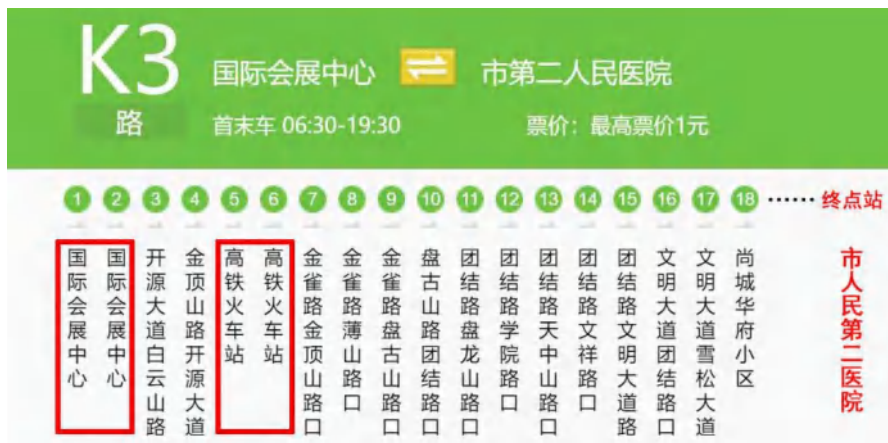 K3
路
国际会展中心
市第二人民医院
首末车 06:30-19:30
票价：最高票价1元
1 2 3 4 5 6 7 8 9 10 11 12 13 14 15 16 17 18 ······ 终点站
国际会展中心
国际会展中心
开源大道白云山路
金顶山路开源大道
高铁火车站
高铁火车站
金雀路金顶山路口
金雀路薄山路口
金雀路盘古山路口
盘古山路团结路口
团结路盘龙山路口
团结路学院路口
团结路天中山路口
团结路文祥路口
团结路文明大道路口
文明大道团结路口
文明大道雪松大道
尚城华府小区
市人民第二医院